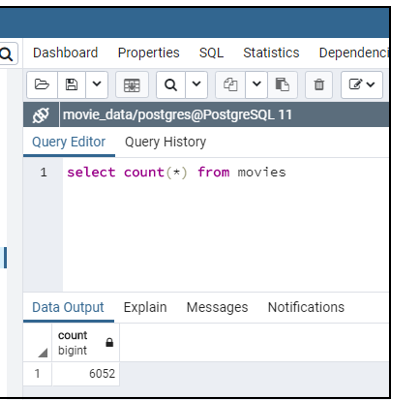 Dashboard Properties SQL Statistics Dependenci
movie_data/postgres@PostgreSQL 11
Query Editor Query History
1 select count(*) from movies
Data Output Explain Messages Notifications
count
bigint
1 6052